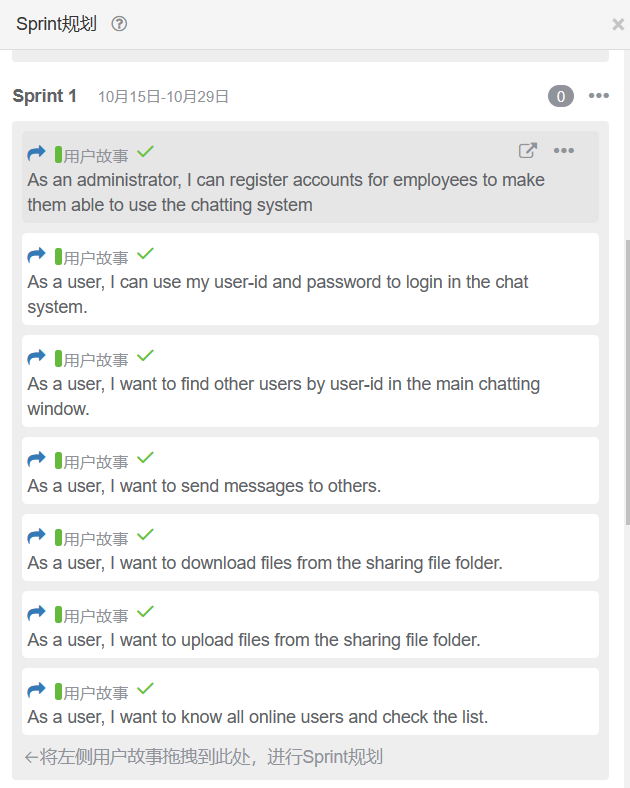 Sprint规划
Sprint 1 10月15日-10月29日 0
用户故事
As an administrator, I can register accounts for employees to make
them able to use the chatting system
用户故事
As a user, I can use my user-id and password to login in the chat
system.
用户故事
As a user, I want to find other users by user-id in the main chatting
window.
用户故事
As a user, I want to send messages to others.
用户故事
As a user, I want to download files from the sharing file folder.
用户故事
As a user, I want to upload files from the sharing file folder.
用户故事
As a user, I want to know all online users and check the list.
←将左侧用户故事拖拽到此处，进行Sprint规划